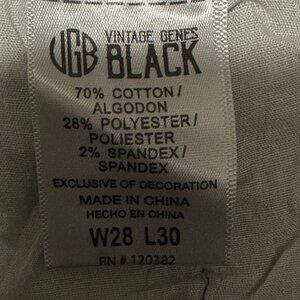 VGB VINTAGE GENES
BLACK
70% COTTON/
ALGODON
28% POLYESTER/
POLIESTER
2% SPANDEX/
SPANDEX
EXCLUSIVE OF DECORATION
MADE IN CHINA
HECHO EN CHINA
W28 L30
RN # 120382